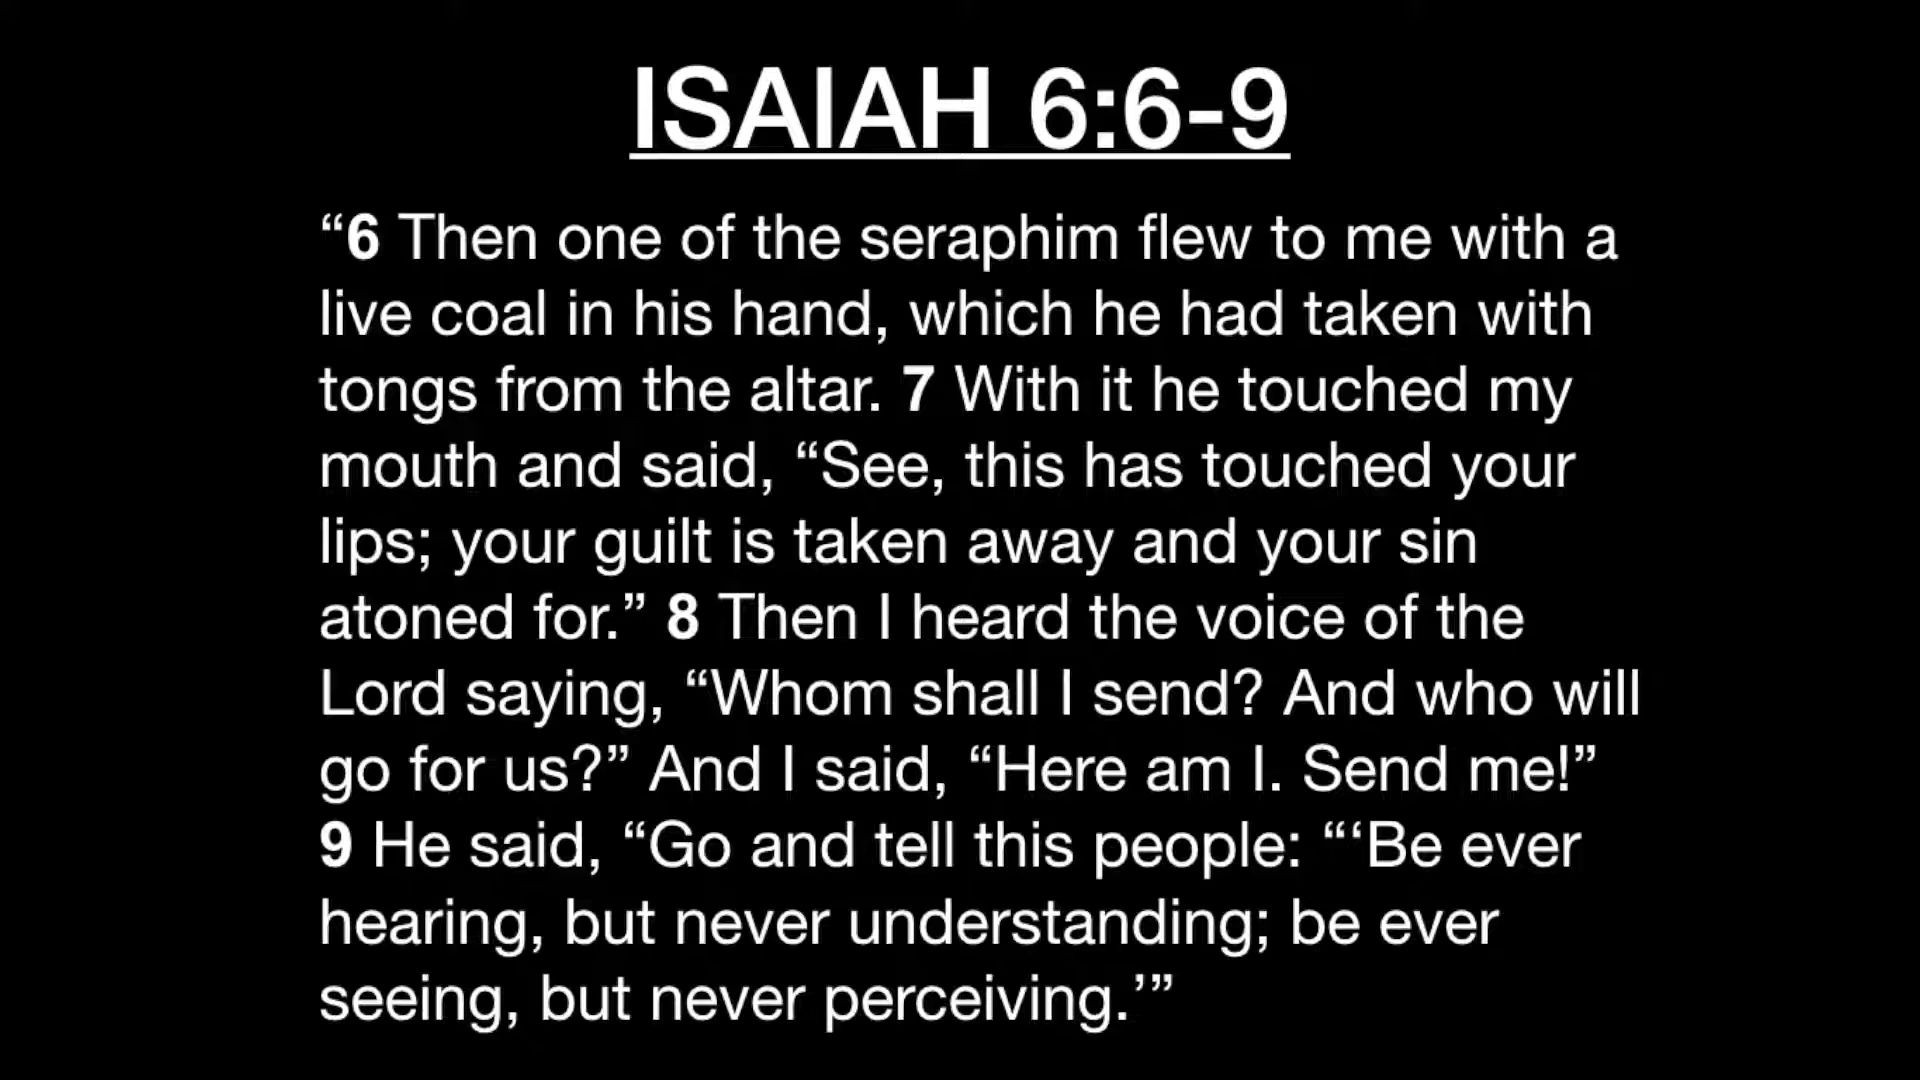 ISAIAH 6:6-9
“6 Then one of the seraphim flew to me with a
live coal in his hand, which he had taken with
tongs from the altar. 7 With it he touched my
mouth and said, “See, this has touched your
lips; your guilt is taken away and your sin
atoned for.” 8 Then I heard the voice of the
Lord saying, “Whom shall I send? And who will
go for us?” And I said, “Here am I. Send me!”
9 He said, “Go and tell this people: “‘Be ever
hearing, but never understanding; be ever
seeing, but never perceiving.’”